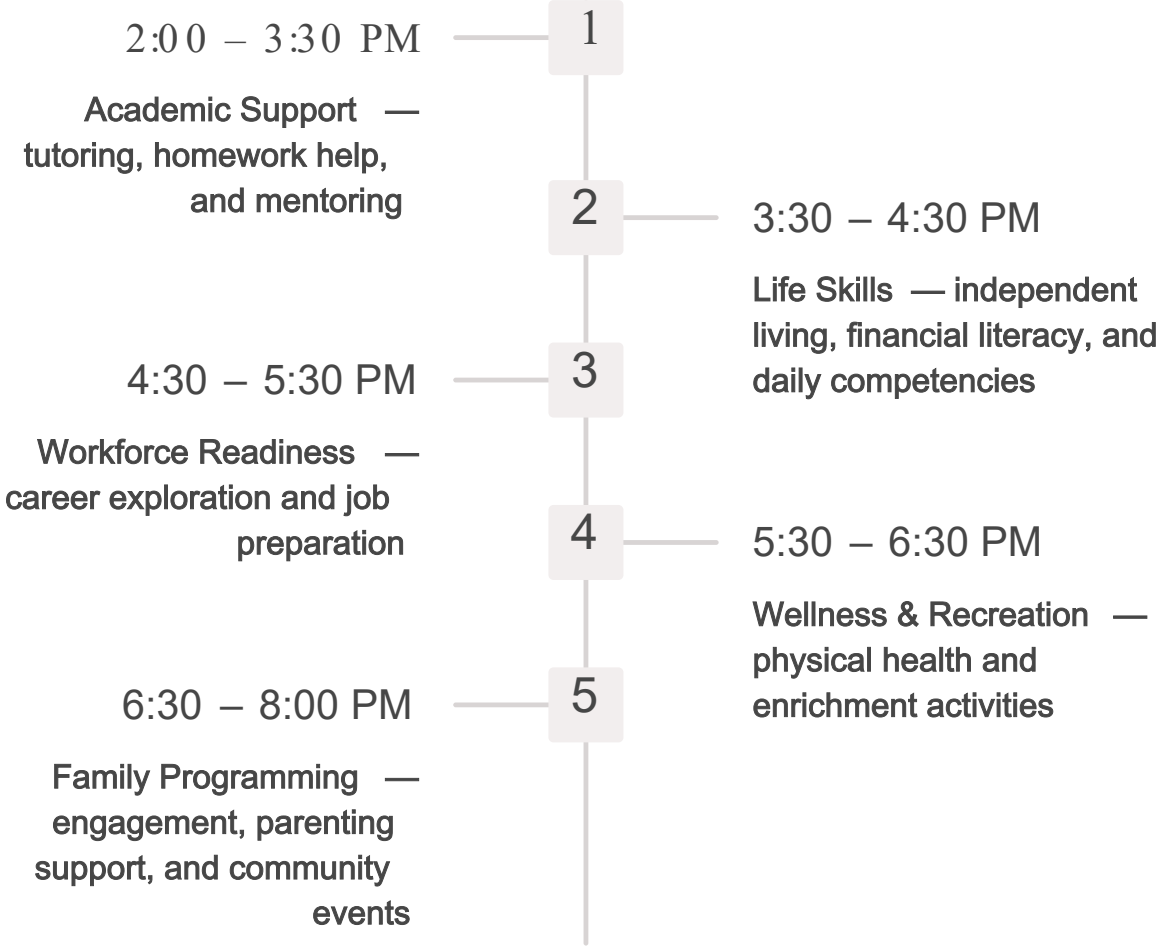 1
2:00 – 3:30 PM
Academic Support —
tutoring, homework help,
and mentoring
2
3:30 – 4:30 PM
Life Skills — independent
living, financial literacy, and
daily competencies
3
4:30 – 5:30 PM
Workforce Readiness —
career exploration and job
preparation
4
5:30 – 6:30 PM
Wellness & Recreation —
physical health and
enrichment activities
5
6:30 – 8:00 PM
Family Programming —
engagement, parenting
support, and community
events